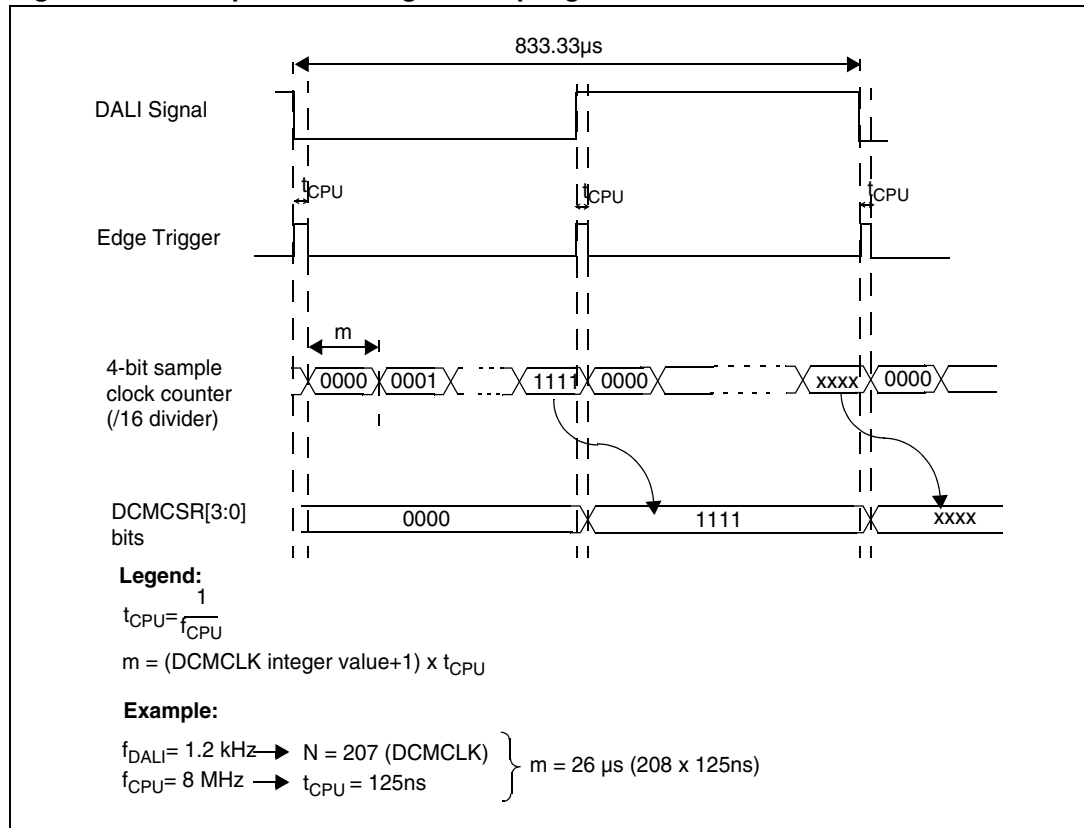 833.33µs
DALI Signal
tCPU
tCPU
tCPU
Edge Trigger
m
4-bit sample
clock counter
(/16 divider)
0000
0001
1111
0000
xxxx
0000
DCMCSR[3:0]
bits
0000
1111
xxxx
Legend:
tCPU= 1
fCPU
m = (DCMCLK integer value+1) x tCPU
Example:
fDALI= 1.2 kHz N = 207 (DCMCLK)
fCPU= 8 MHz tCPU = 125ns
m = 26 µs (208 x 125ns)